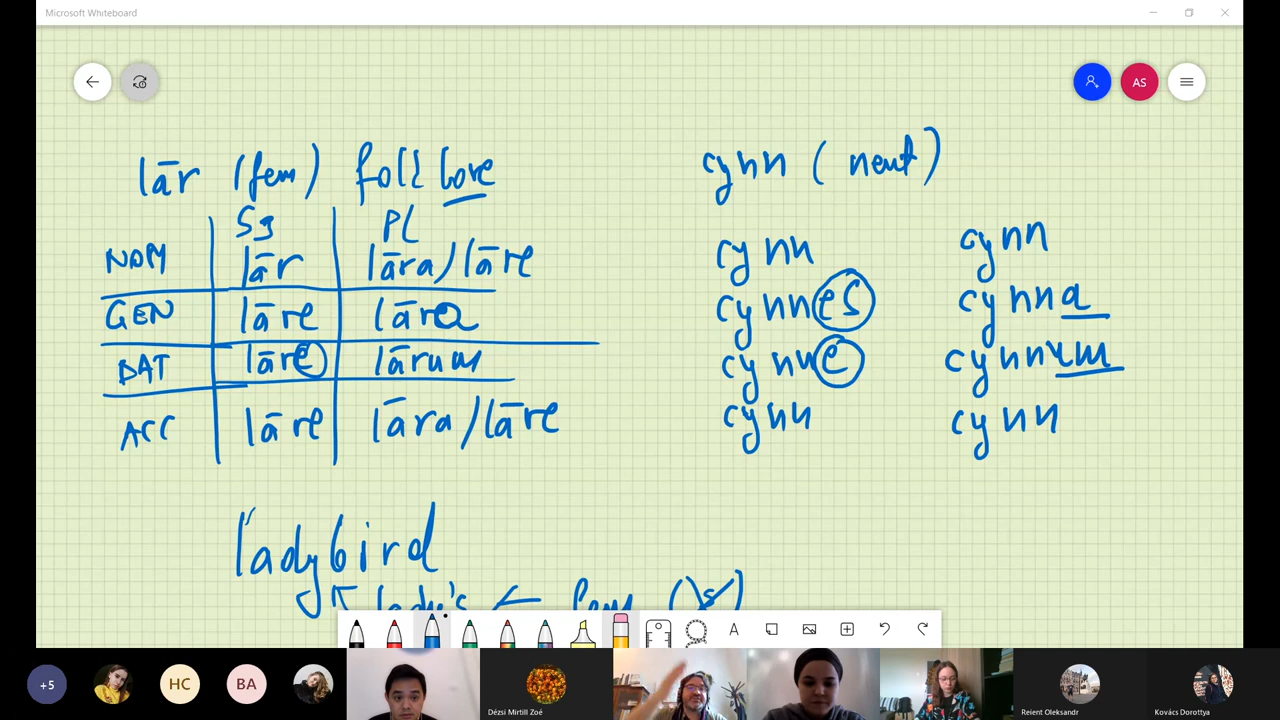 Microsoft Whiteboard
AS
lār (fem) folklore
cynn (neut)
Sg Pl
NOM lār lāra/lāre
GEN lāre lāra
DAT lāre lārum
ACC lāre lāra/lāre
cynn cynn
cynnes cynna
cynne cynnum
cynn cynn
ladybird
lady's ← fem
A
+5
HC
BA
Dézsi Mirtill Zoé
Reient Oleksandr
Kovács Dorottya